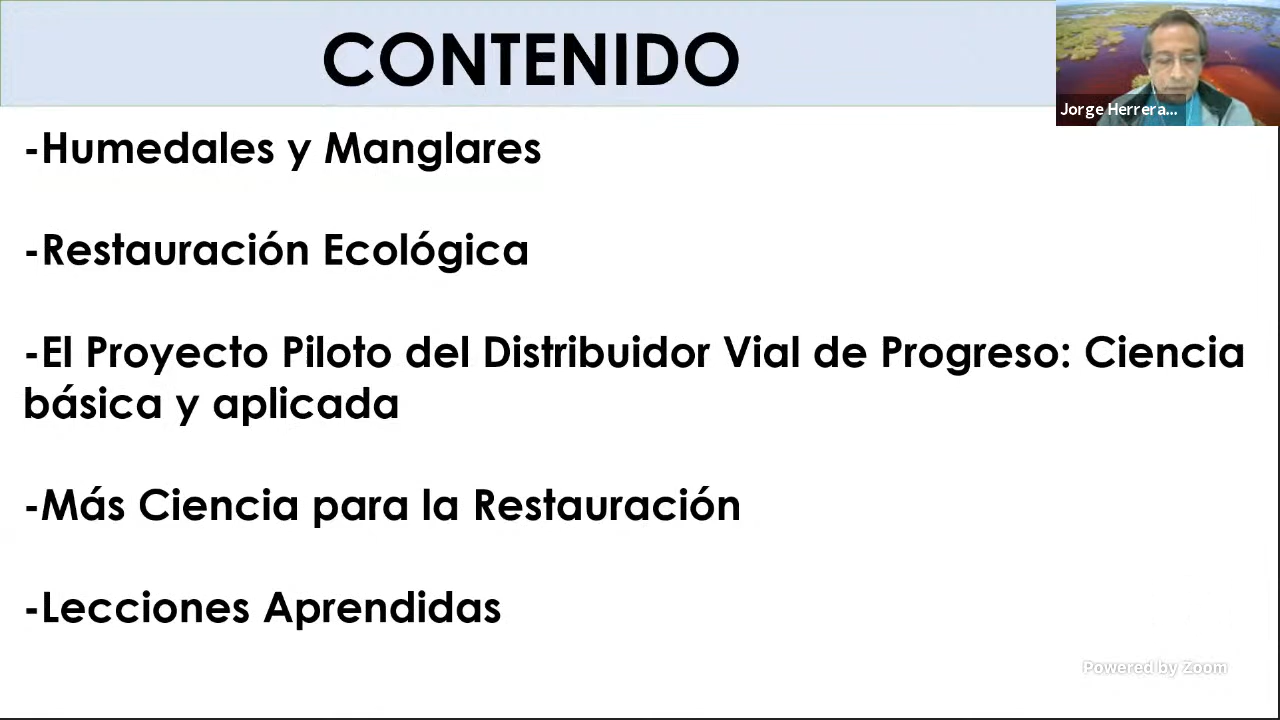 CONTENIDO
Jorge Herrera...
-Humedales y Manglares
-Restauración Ecológica
-El Proyecto Piloto del Distribuidor Vial de Progreso: Ciencia
básica y aplicada
-Más Ciencia para la Restauración
-Lecciones Aprendidas
Powered by Zoom